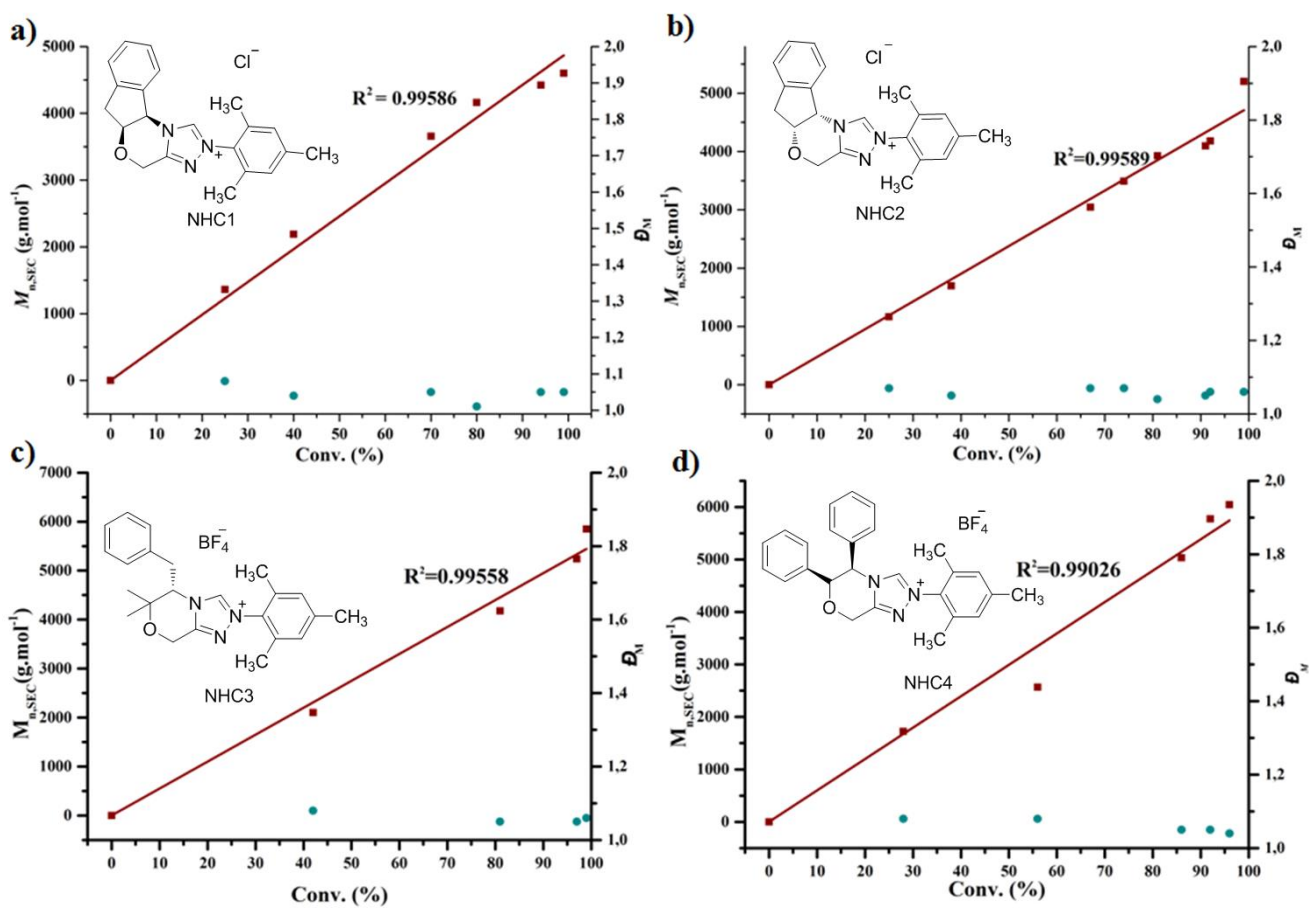 a)
5000
4000
3000
2000
1000
0
M n,SEC (g.mol-1)
2,0
1,9
1,8
1,7
1,6
1,5
1,4
1,3
1,2
1,1
1,0
ĐM
0 10 20 30 40 50 60 70 80 90 100
Conv. (%)
R2 = 0.99586
Cl−
H3C
CH3
H3C
N
N
N
+
O
NHC1
b)
5000
4000
3000
2000
1000
0
M n,SEC (g.mol-1)
2,0
1,8
1,6
1,4
1,2
1,0
ĐM
0 10 20 30 40 50 60 70 80 90 100
Conv. (%)
R2=0.99589
Cl−
H3C
CH3
H3C
N
N
N
+
O
NHC2
c)
7000
6000
5000
4000
3000
2000
1000
0
Mn,SEC(g.mol-1)
2,0
1,8
1,6
1,4
1,2
1,0
ĐM
0 10 20 30 40 50 60 70 80 90 100
Conv. (%)
R2=0.99558
BF4−
H3C
CH3
H3C
N
N
N
+
O
NHC3
d)
6000
5000
4000
3000
2000
1000
0
Mn,SEC(g.mol-1)
2,0
1,8
1,6
1,4
1,2
1,0
ĐM
0 10 20 30 40 50 60 70 80 90 100
Conv. (%)
R2=0.99026
BF4−
H3C
CH3
H3C
N
N
N
+
O
NHC4